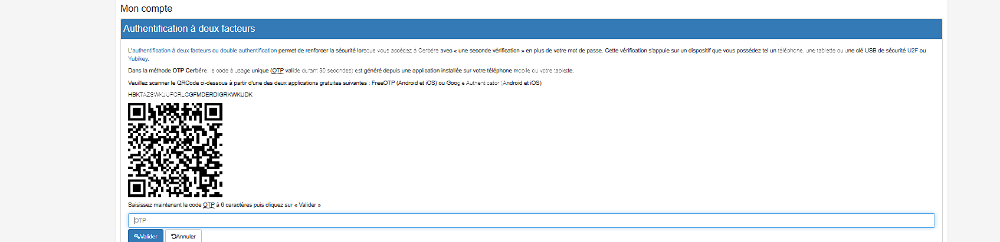 Mon compte
Authentification à deux facteurs
L'authentification à deux facteurs ou double authentification permet de renforcer la sécurité lorsque vous accédez à Cerbère avec « une seconde vérification » en plus de votre mot de passe. Cette vérification s'appuie sur un dispositif que vous possédez tel un téléphone, une tablette ou une clé USB de sécurité U2F ou
Yubikey.
Dans la méthode OTP Cerbère, le code à usage unique (OTP valide durant 30 secondes) est généré depuis une application installée sur votre téléphone mobile ou votre tablette.
Veuillez scanner le QRCode ci-dessous à partir d'une des deux applications gratuites suivantes : FreeOTP (Android et iOS) ou Google Authenticator (Android et iOS)
HBKTAZSWKJUFCRLCGFMDERDIGRKWKUDK
Saisissez maintenant le code OTP à 6 caractères puis cliquez sur « Valider »
OTP
Valider
Annuler